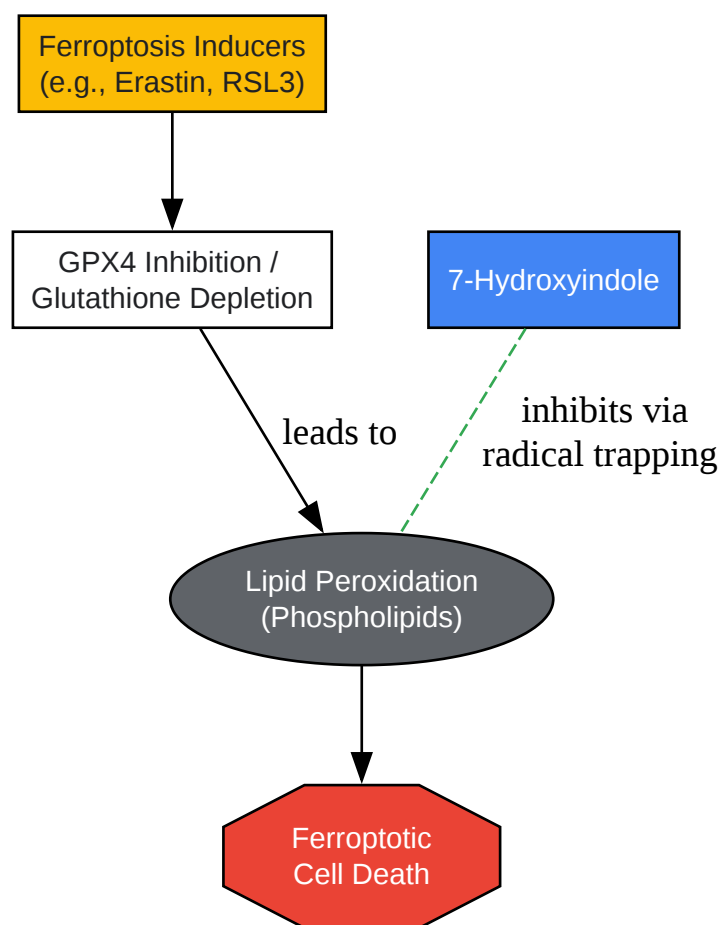 Ferroptosis Inducers
(e.g., Erastin, RSL3)
GPX4 Inhibition /
Glutathione Depletion
7-Hydroxyindole
leads to
inhibits via
radical trapping
Lipid Peroxidation
(Phospholipids)
Ferroptotic
Cell Death